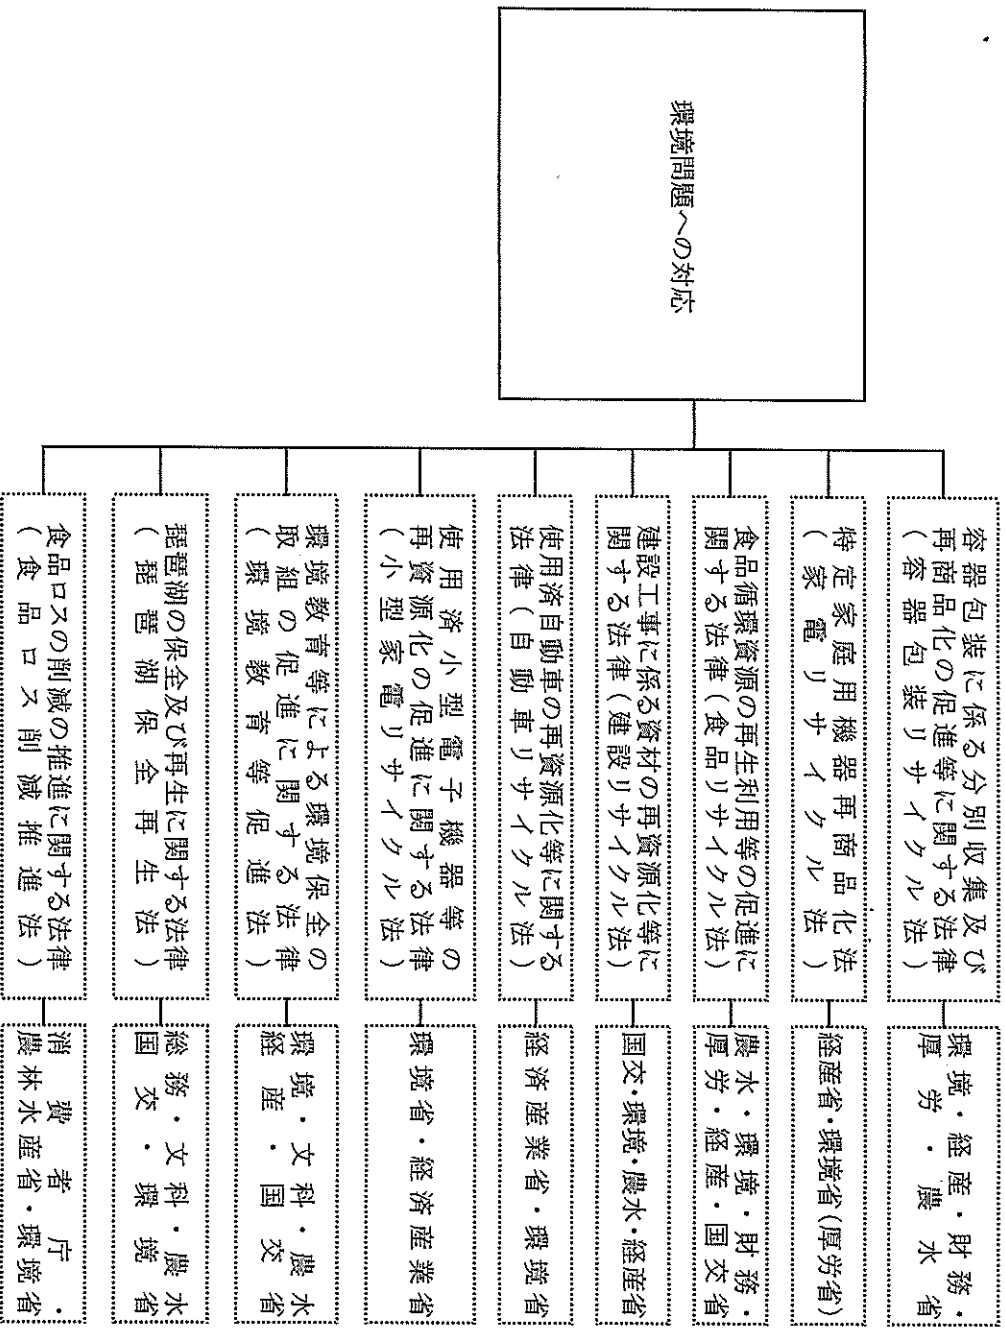 環境問題への対応
容器包装に係る分別収集及び
再商品化の促進等に関する法律
(容器包装リサイクル法)
環境・経産・財務・
厚労・農水省
特定家庭用機器再商品化法
(家電リサイクル法)
経産省・環境省(厚労省)
食品循環資源の再生利用等の促進に
関する法律(食品リサイクル法)
農水・環境・財務・
厚労・経産・国交省
建設工事に係る資材の再資源化等に
関する法律(建設リサイクル法)
国交・環境・農水・経産省
使用済自動車の再資源化等に関する
法律(自動車リサイクル法)
経済産業省・環境省
使用済小型電子機器等の
再資源化の促進に関する法律
(小型家電リサイクル法)
環境省・経済産業省
環境教育等による環境保全の
取組の促進に関する法律
(環境教育等促進法)
環境・文科・農水
経産・国交省
琵琶湖の保全及び再生に関する法律
(琵琶湖保全再生法)
総務・文科・農水
国交・環境省
食品ロスの削減の推進に関する法律
(食品ロス削減推進法)
消費者庁・
農林水産省・環境省